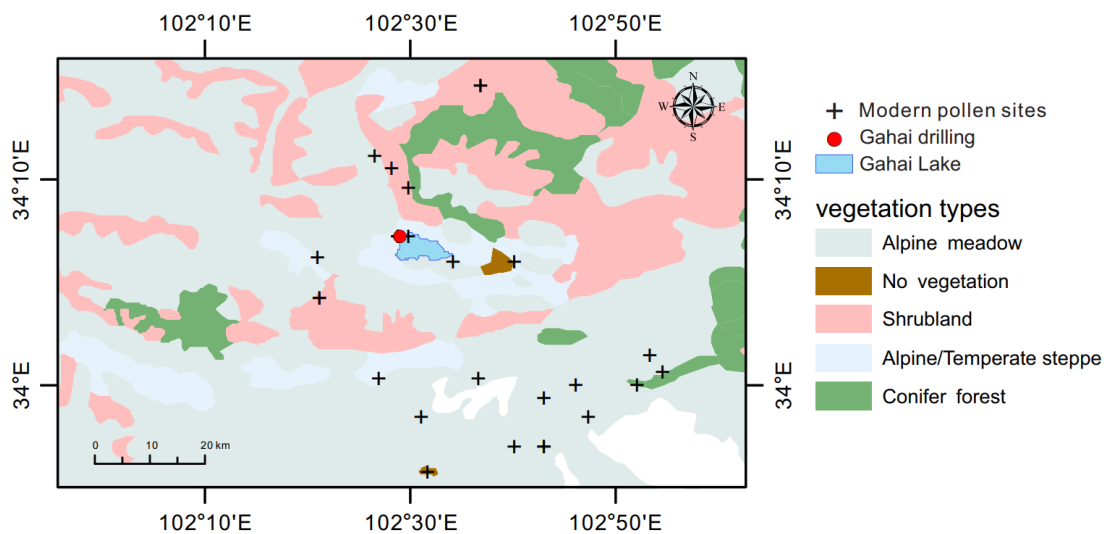 102°10'E 102°30'E 102°50'E
N
W E
S
34°10'E
34°10'E
34°E
34°E
0 10 20 km
102°10'E 102°30'E 102°50'E
Modern pollen sites
Gahai drilling
Gahai Lake
vegetation types
Alpine meadow
No vegetation
Shrubland
Alpine/Temperate steppe
Conifer forest